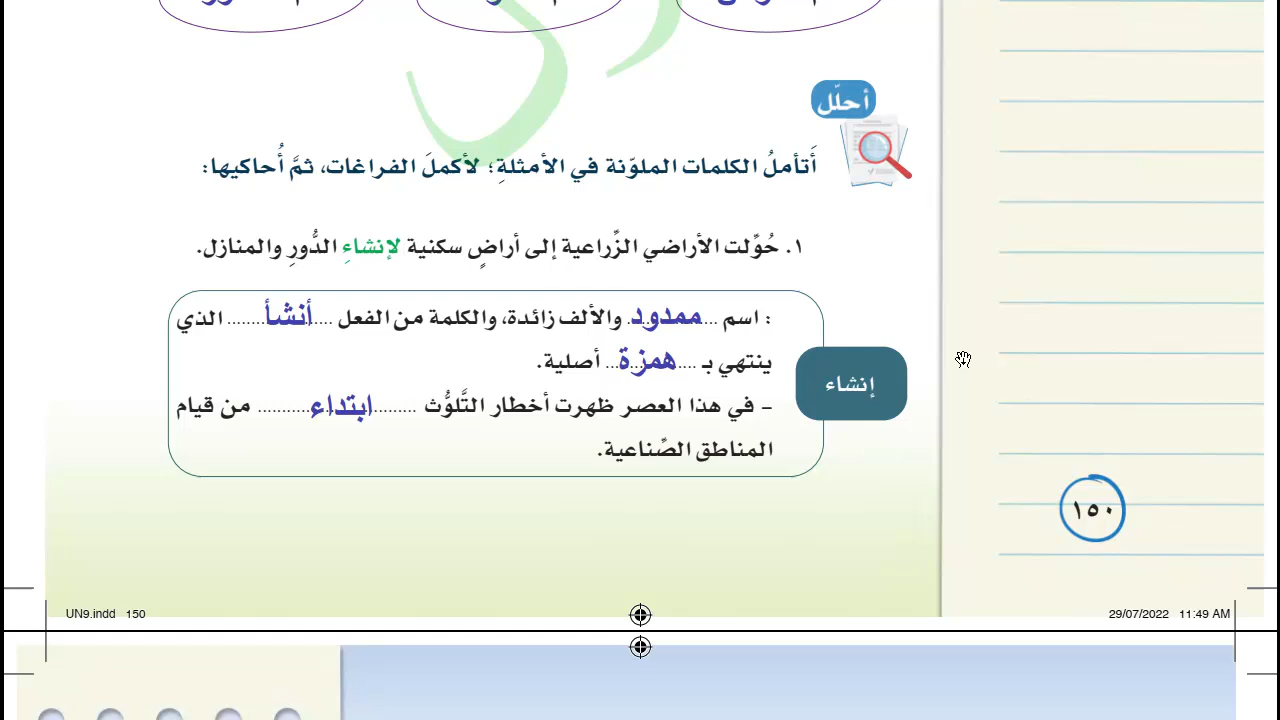 أحلّل
أَتأملُ الكلمات الملوّنة في الأمثلةِ؛ لأكملَ الفراغات، ثمَّ أُحاكيها:
١. حُوِّلت الأراضي الزِّراعية إلى أراضٍ سكنية لإنشاءِ الدُّورِ والمنازل.
: اسم ...ممدود... والألف زائدة، والكلمة من الفعل ...أنشأ... الذي
ينتهي بـ ...همزة... أصلية.
إنشاء
– في هذا العصر ظهرت أخطار التَّلوُّث ...ابتداء... من قيام
المناطق الصِّناعية.
١٥٠
UN9.indd 150
29/07/2022 11:49 AM